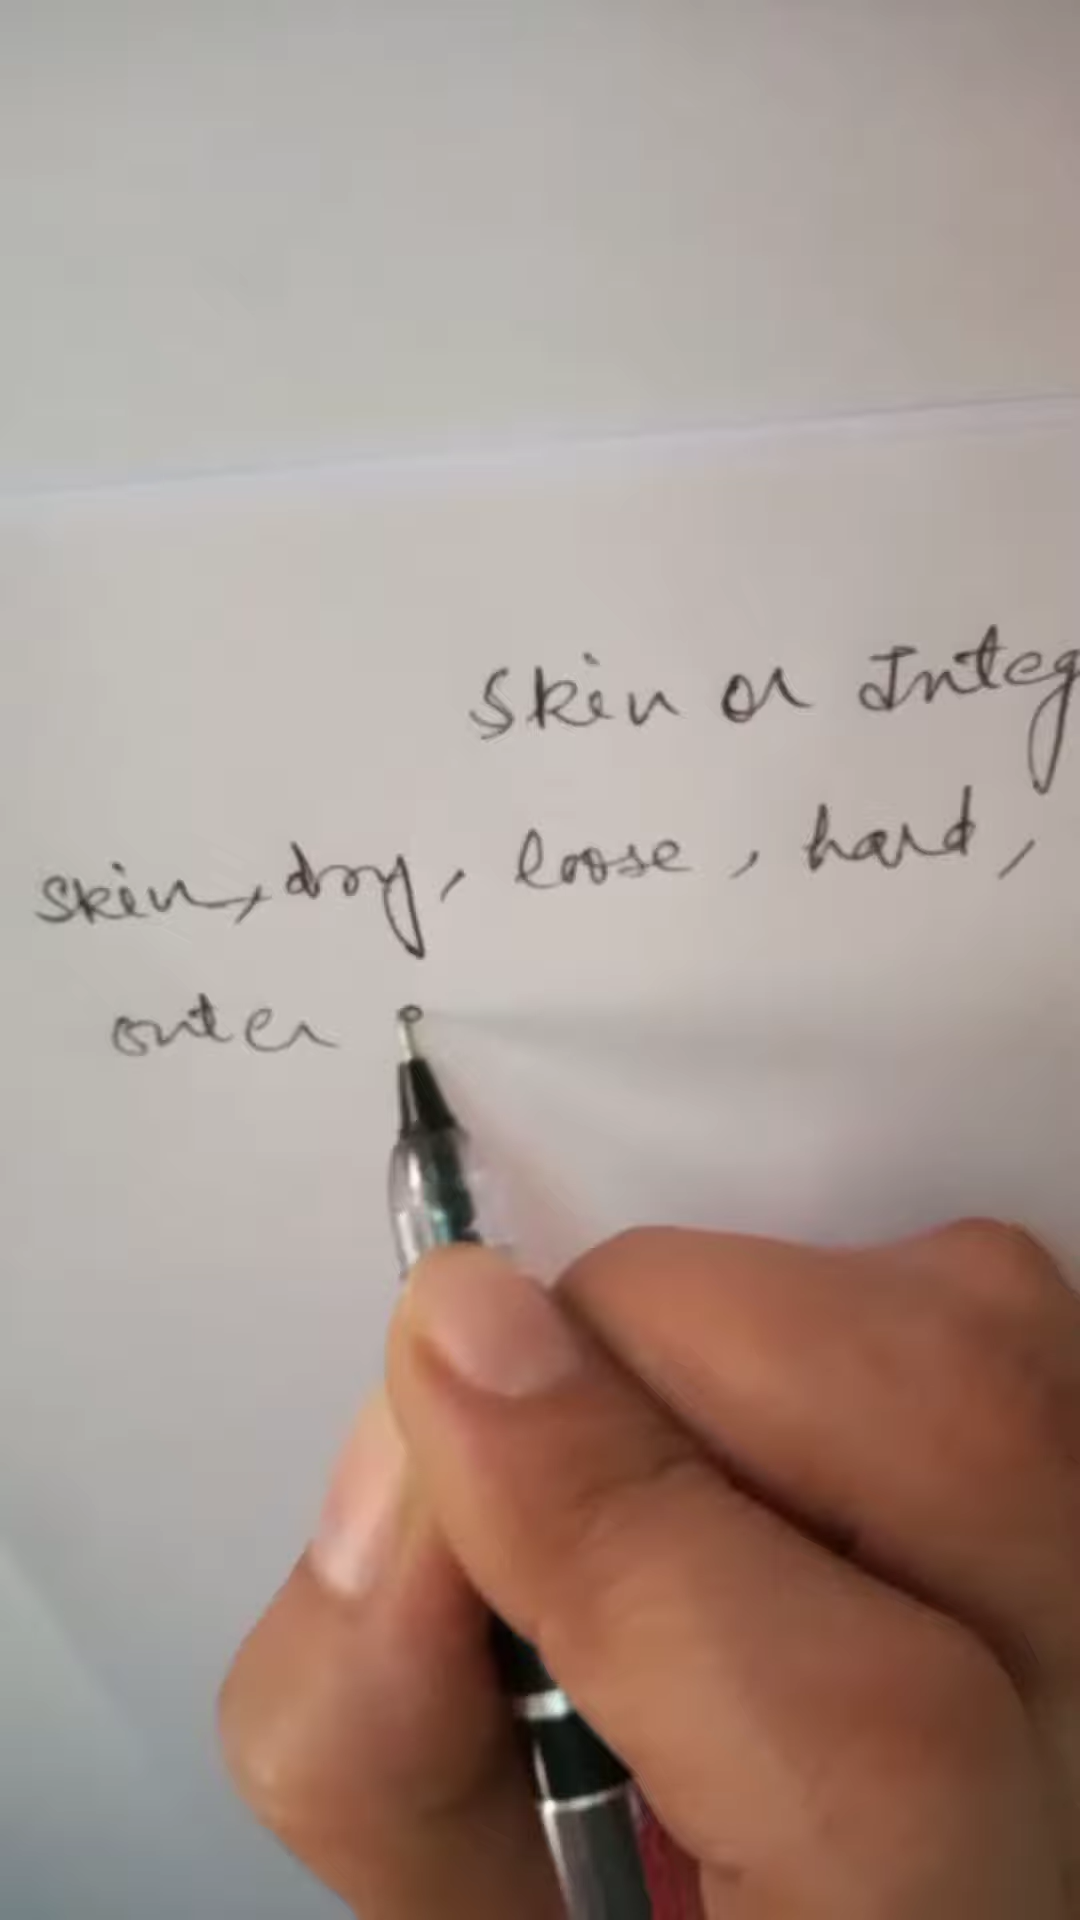 Skin or Integ
skin, dry, loose, hard,
outer